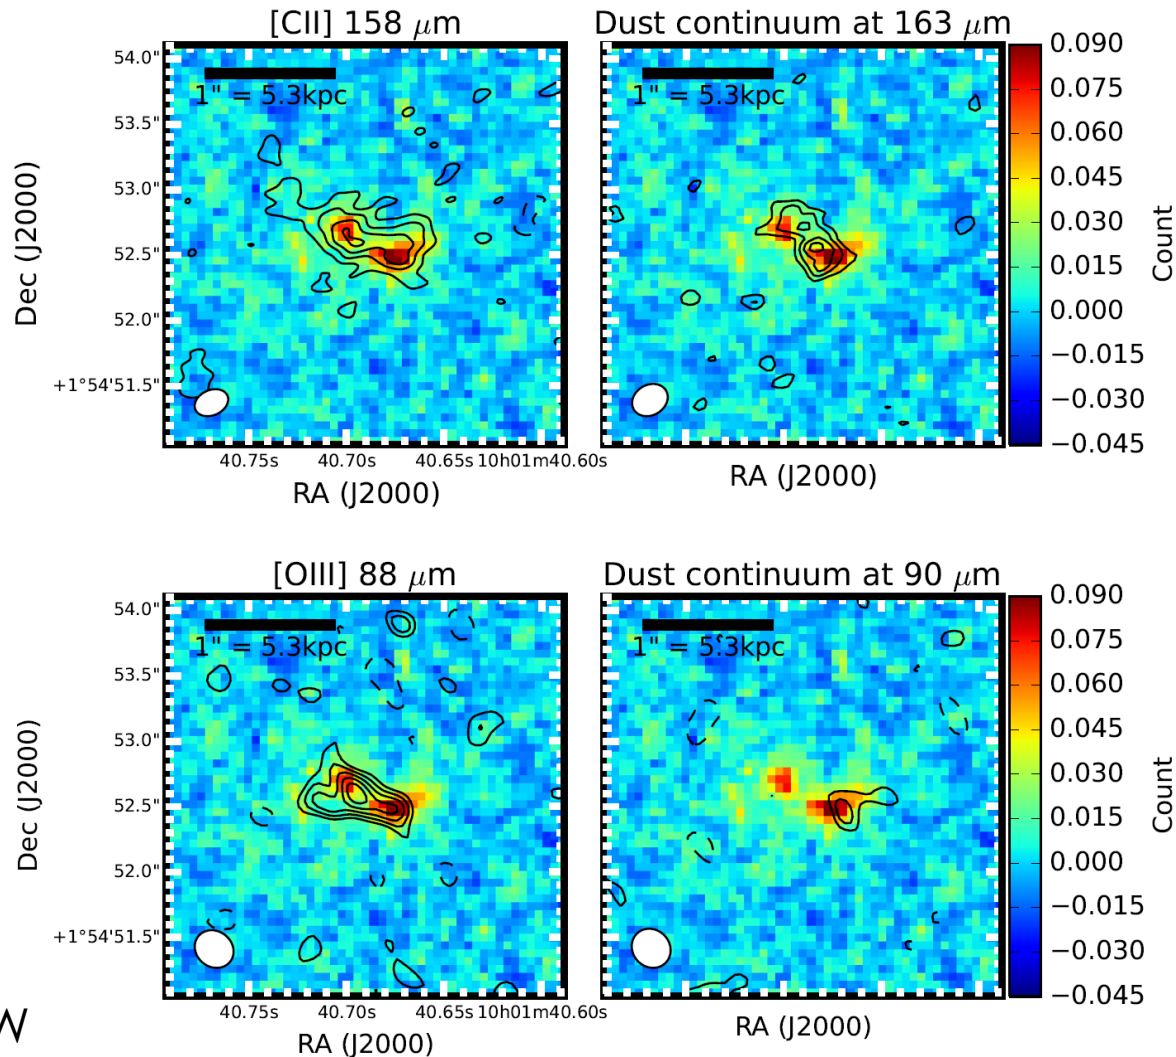 [CII] 158 μm
Dust continuum at 163 μm
1" = 5.3kpc
1" = 5.3kpc
54.0"
53.5"
53.0"
52.5"
52.0"
+1°54'51.5"
Dec (J2000)
40.75s 40.70s 40.65s 10h01m40.60s
RA (J2000)
RA (J2000)
0.090
0.075
0.060
0.045
0.030
0.015
0.000
−0.015
−0.030
−0.045
Count
[OIII] 88 μm
Dust continuum at 90 μm
1" = 5.3kpc
1" = 5.3kpc
54.0"
53.5"
53.0"
52.5"
52.0"
+1°54'51.5"
Dec (J2000)
40.75s 40.70s 40.65s 10h01m40.60s
RA (J2000)
RA (J2000)
0.090
0.075
0.060
0.045
0.030
0.015
0.000
−0.015
−0.030
−0.045
Count